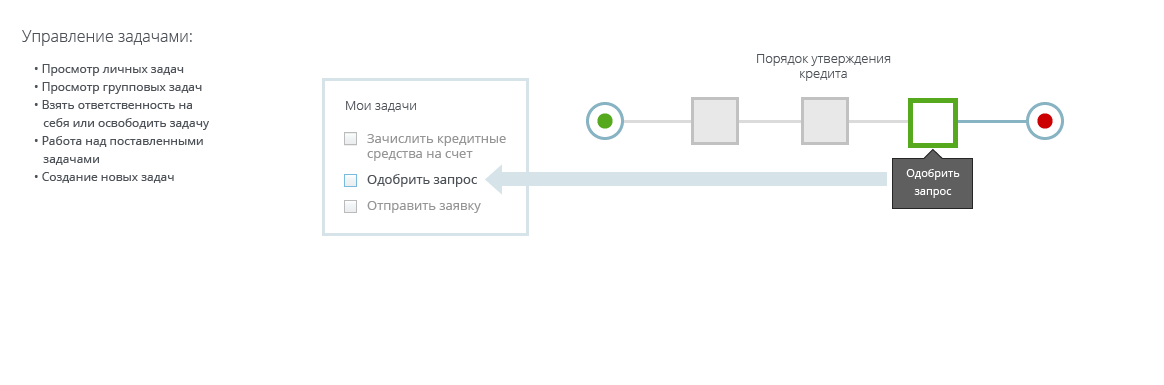 Управление задачами:
• Просмотр личных задач
• Просмотр групповых задач
• Взять ответственность на
себя или освободить задачу
• Работа над поставленными
задачами
• Создание новых задач
Мои задачи
Зачислить кредитные
средства на счет
Одобрить запрос
Отправить заявку
Порядок утверждения
кредита
Одобрить
запрос